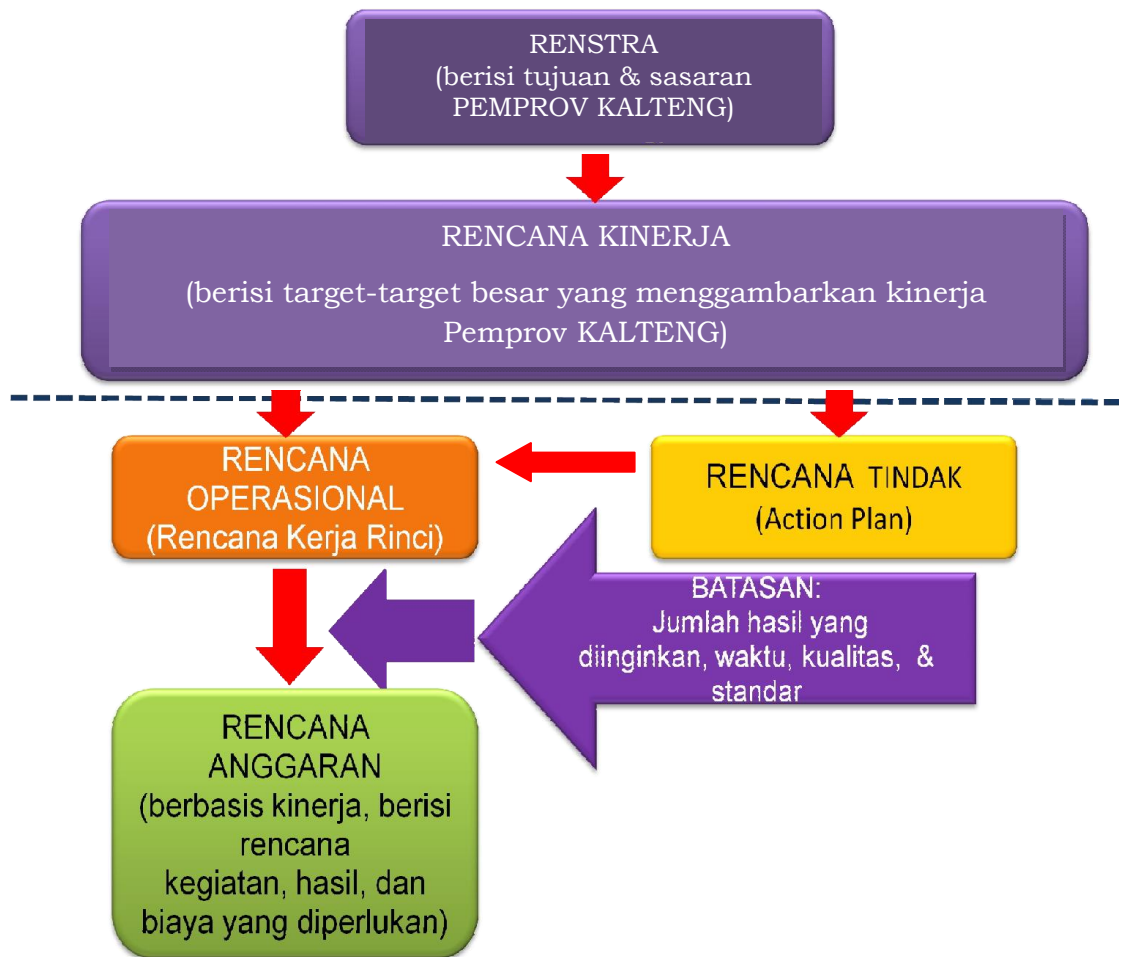 RENSTRA
(berisi tujuan & sasaran
PEMPROV KALTENG)
RENCANA KINERJA
(berisi target-target besar yang menggambarkan kinerja
Pemprov KALTENG)
RENCANA
OPERASIONAL
(Rencana Kerja Rinci)
RENCANA TINDAK
(Action Plan)
BATASAN:
Jumlah hasil yang
diinginkan, waktu, kualitas, &
standar
RENCANA
ANGGARAN
(berbasis kinerja, berisi
rencana
kegiatan, hasil, dan
biaya yang diperlukan)